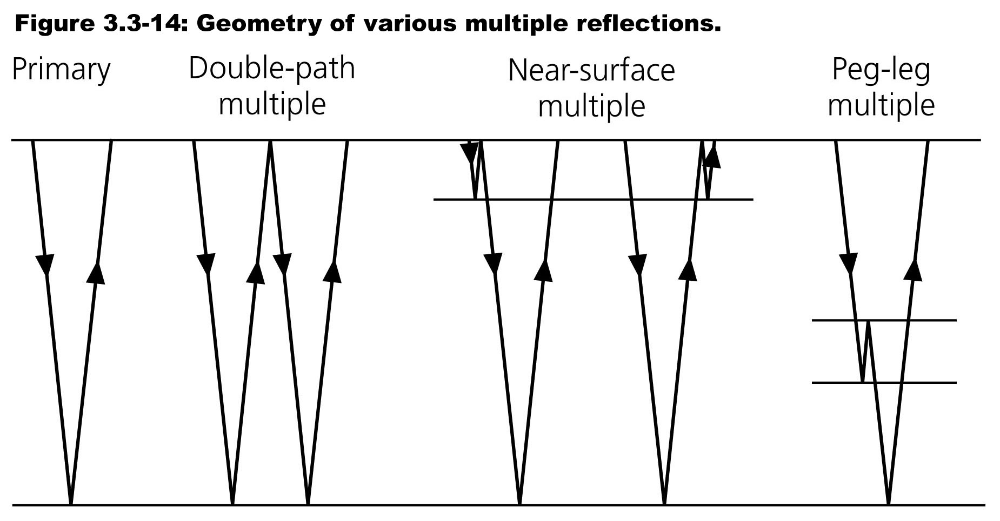 Figure 3.3-14: Geometry of various multiple reflections.
Primary
Double-path
multiple
Near-surface
multiple
Peg-leg
multiple